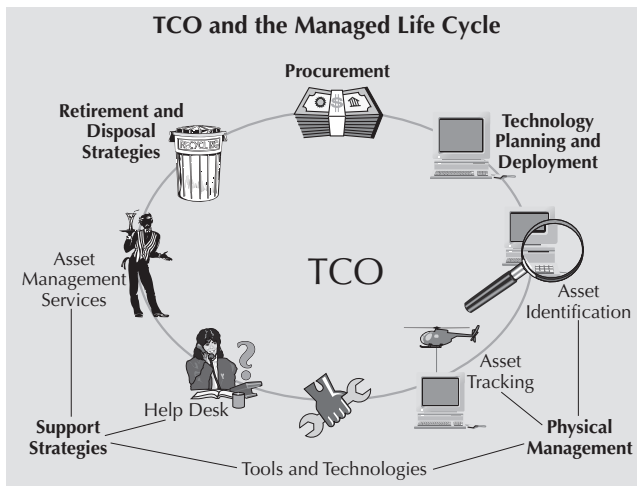 TCO and the Managed Life Cycle
Procurement
Retirement and
Disposal
Strategies
RECYCLING
Technology
Planning and
Deployment
Asset
Management
Services
TCO
Asset
Identification
Asset
Tracking
Help Desk
Support
Strategies
Physical
Management
Tools and Technologies